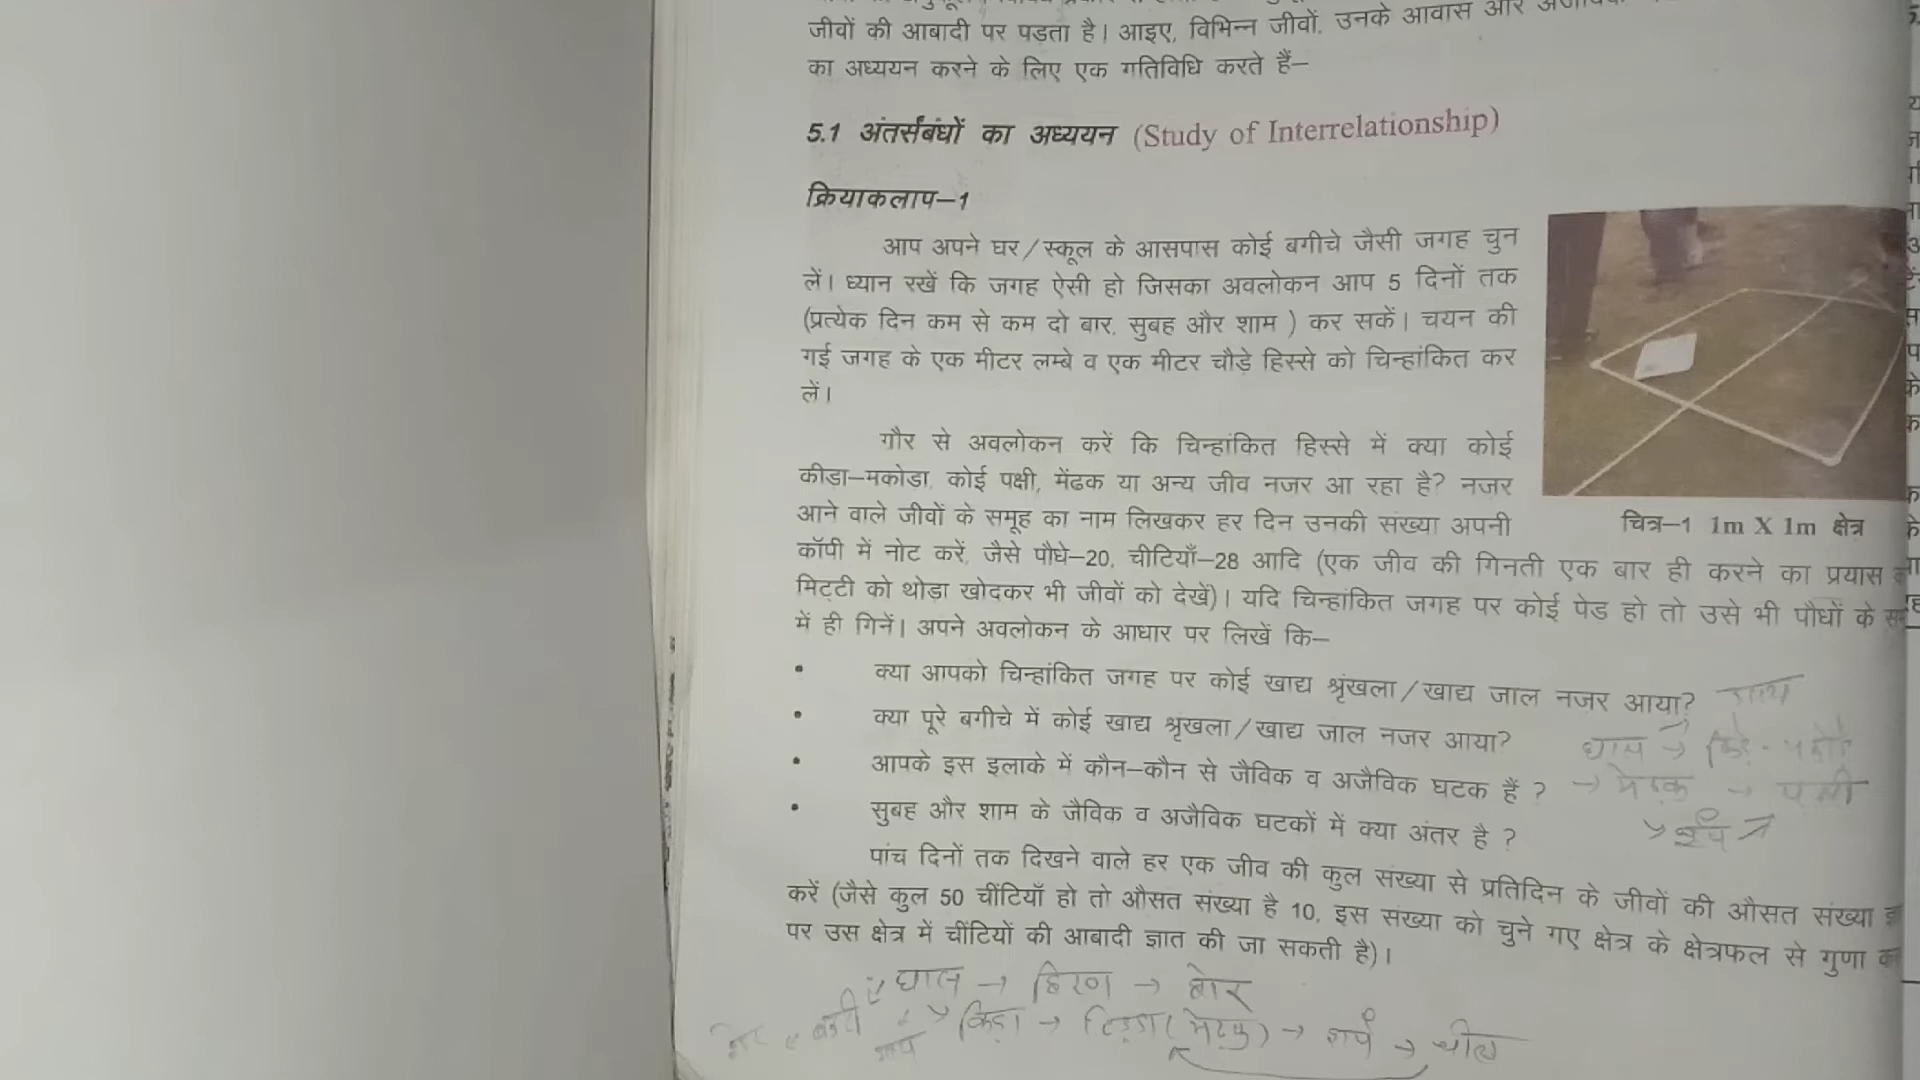 जीवों की आबादी पर पड़ता है। आइए, विभिन्न जीवों, उनके आवास और
का अध्ययन करने के लिए एक गतिविधि करते हैं–
5.1 अंतर्संबंधों का अध्ययन (Study of Interrelationship)
क्रियाकलाप–1
आप अपने घर/स्कूल के आसपास कोई बगीचे जैसी जगह चुन
लें। ध्यान रखें कि जगह ऐसी हो जिसका अवलोकन आप 5 दिनों तक
(प्रत्येक दिन कम से कम दो बार, सुबह और शाम ) कर सकें। चयन की
गई जगह के एक मीटर लम्बे व एक मीटर चौड़े हिस्से को चिन्हांकित कर
लें।
गौर से अवलोकन करें कि चिन्हांकित हिस्से में क्या कोई
कीड़ा–मकोड़ा, कोई पक्षी, मेंढक या अन्य जीव नजर आ रहा है? नजर
आने वाले जीवों के समूह का नाम लिखकर हर दिन उनकी संख्या अपनी
चित्र–1 1m X 1m क्षेत्र
कॉपी में नोट करें, जैसे पौधे–20, चीटियाँ–28 आदि (एक जीव की गिनती एक बार ही करने का प्रयास
मिट्टी को थोड़ा खोदकर भी जीवों को देखें)। यदि चिन्हांकित जगह पर कोई पेड हो तो उसे भी पौधों के
में ही गिनें। अपने अवलोकन के आधार पर लिखें कि–
• क्या आपको चिन्हांकित जगह पर कोई खाद्य श्रृंखला/खाद्य जाल नजर आया?
• क्या पूरे बगीचे में कोई खाद्य श्रृखला/खाद्य जाल नजर आया?
घास →
• आपके इस इलाके में कौन–कौन से जैविक व अजैविक घटक हैं ?
→ मेढ़क → पक्षी
• सुबह और शाम के जैविक व अजैविक घटकों में क्या अंतर है ?
पांच दिनों तक दिखने वाले हर एक जीव की कुल संख्या से प्रतिदिन के जीवों की औसत संख्या
करें (जैसे कुल 50 चींटियाँ हो तो औसत संख्या है 10, इस संख्या को चुने गए क्षेत्र के क्षेत्रफल से गुणा
पर उस क्षेत्र में चींटियों की आबादी ज्ञात की जा सकती है)।
घास → हिरण → शेर
किड़ा → टिड्डा (मेढ़क) → सर्प → चील